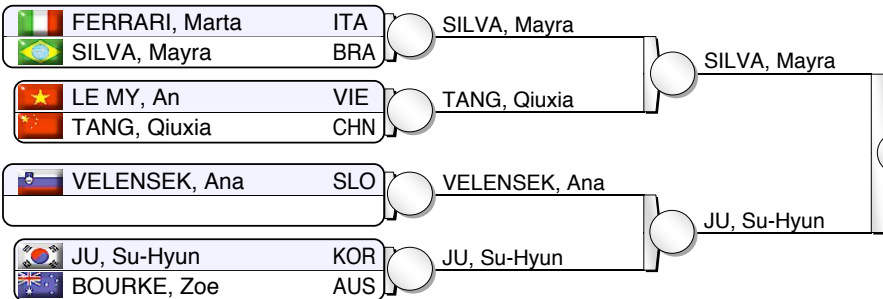 FERRARI, Marta ITA
SILVA, Mayra BRA
LE MY, An VIE
TANG, Qiuxia CHN
VELENSEK, Ana SLO
JU, Su-Hyun KOR
BOURKE, Zoe AUS
SILVA, Mayra
TANG, Qiuxia
VELENSEK, Ana
JU, Su-Hyun
SILVA, Mayra
JU, Su-Hyun